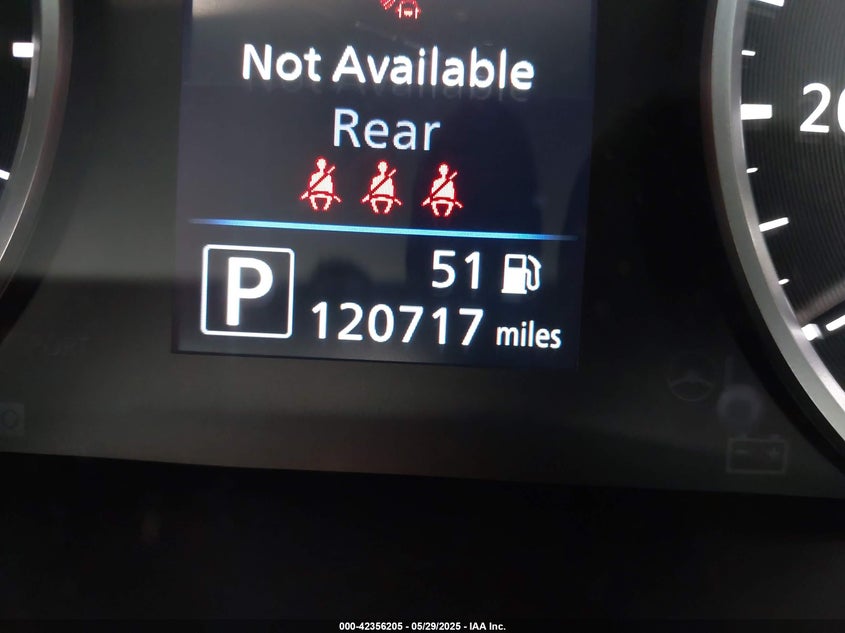 Not Available
Rear
P
51
120717 miles
000-42356205 - 05/29/2025 - IAA Inc.